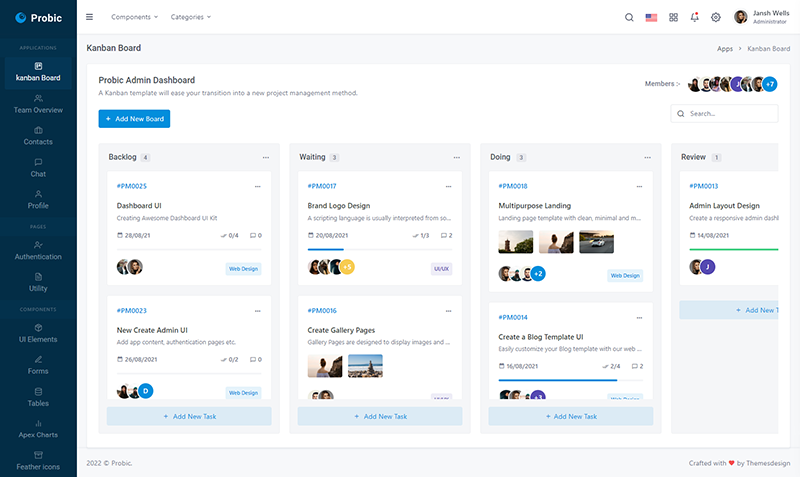 Probic
Components
Categories
Jansh Wells
Administrator
APPLICATIONS
kanban Board
Team Overview
Contacts
Chat
Profile
PAGES
Authentication
Utility
COMPONENTS
UI Elements
Forms
Tables
Apex Charts
Feather icons
Kanban Board
Apps > Kanban Board
Probic Admin Dashboard
A Kanban template will ease your transition into a new project management method.
Members :-
J
+7
+ Add New Board
Search...
Backlog 4
#PM0025
Dashboard UI
Creating Awesome Dashboard UI Kit
28/08/21
0/4
0
Web Design
#PM0023
New Create Admin UI
Add app content, authentication pages etc.
26/08/2021
0/2
0
D
Web Design
+ Add New Task
Waiting 3
#PM0017
Brand Logo Design
A scripting language is usually interpreted from so...
20/08/2021
1/3
2
+5
UI/UX
#PM0016
Create Gallery Pages
Gallery Pages are designed to display images and ...
UI/UX
+ Add New Task
Doing 3
#PM0018
Multipurpose Landing
Landing page template with clean, minimal and m...
+2
Web Design
#PM0014
Create a Blog Template UI
Easily customize your Blog template with our web ...
16/08/2021
2/4
2
+3
Web Design
+ Add New Task
Review 1
#PM0013
Admin Layout Design
Create a responsive admin dash
14/08/2021
J
+ Add New T
2022 © Probic.
Crafted with ❤ by Themesdesign